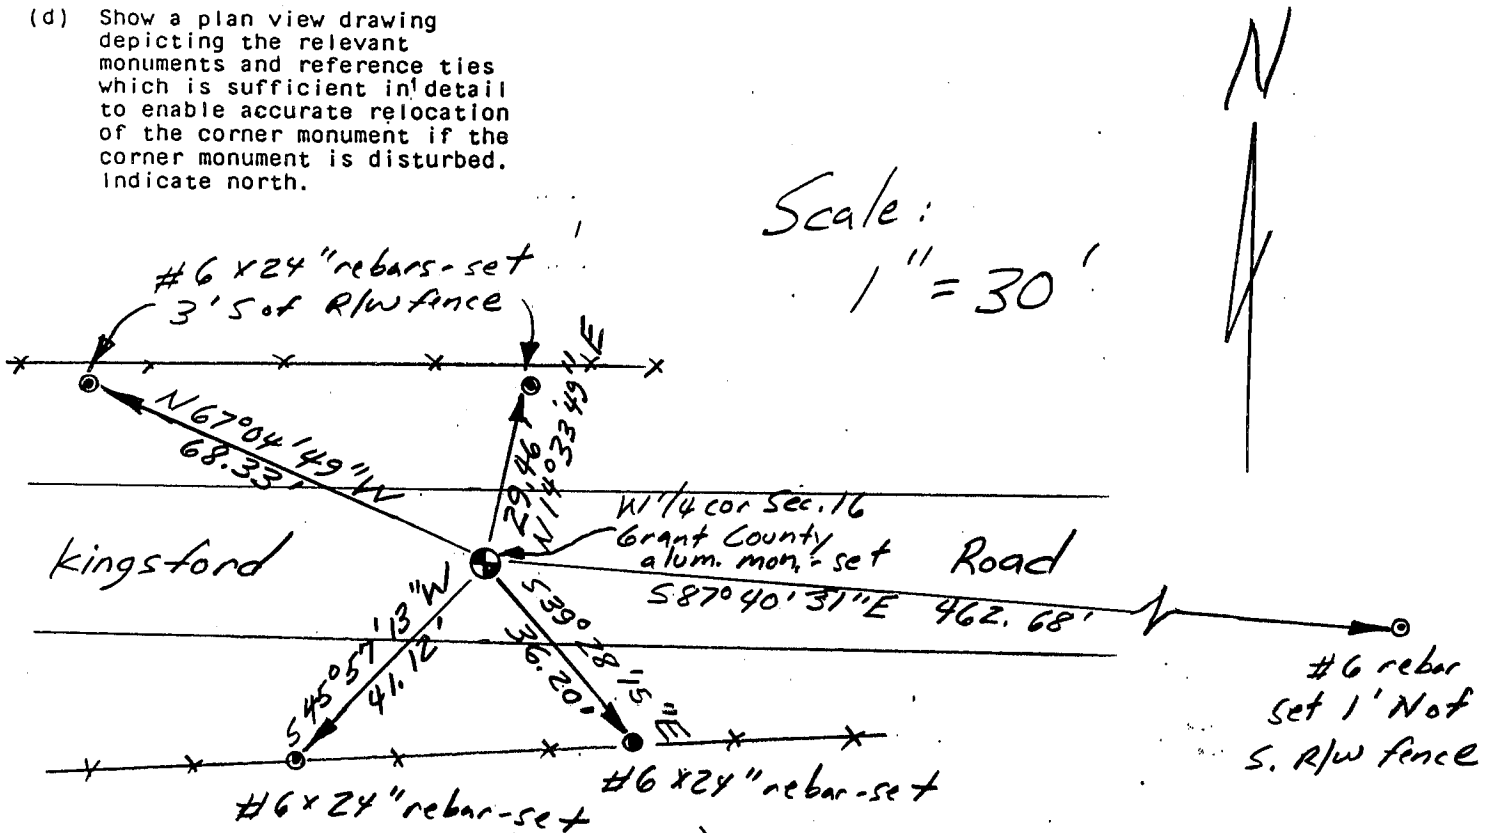 (d) Show a plan view drawing
depicting the relevant
monuments and reference ties
which is sufficient in detail
to enable accurate relocation
of the corner monument if the
corner monument is disturbed.
Indicate north.
N
Scale:
1" = 30'
#6 x 24" rebars-set
3' S of R/W fence
N67°04'49"W
68.33'
29.46'
N14°33'49"E
W1/4 cor Sec. 16
Grant County
alum. mon. - set
Kingsford
Road
S87°40'31"E 462.68'
S45°57'13"W
41.12'
S39°28'15"E
36.20'
#6 rebar
set 1' N of
S. R/W fence
#6 x 24" rebar-set
#6 x 24" rebar-set